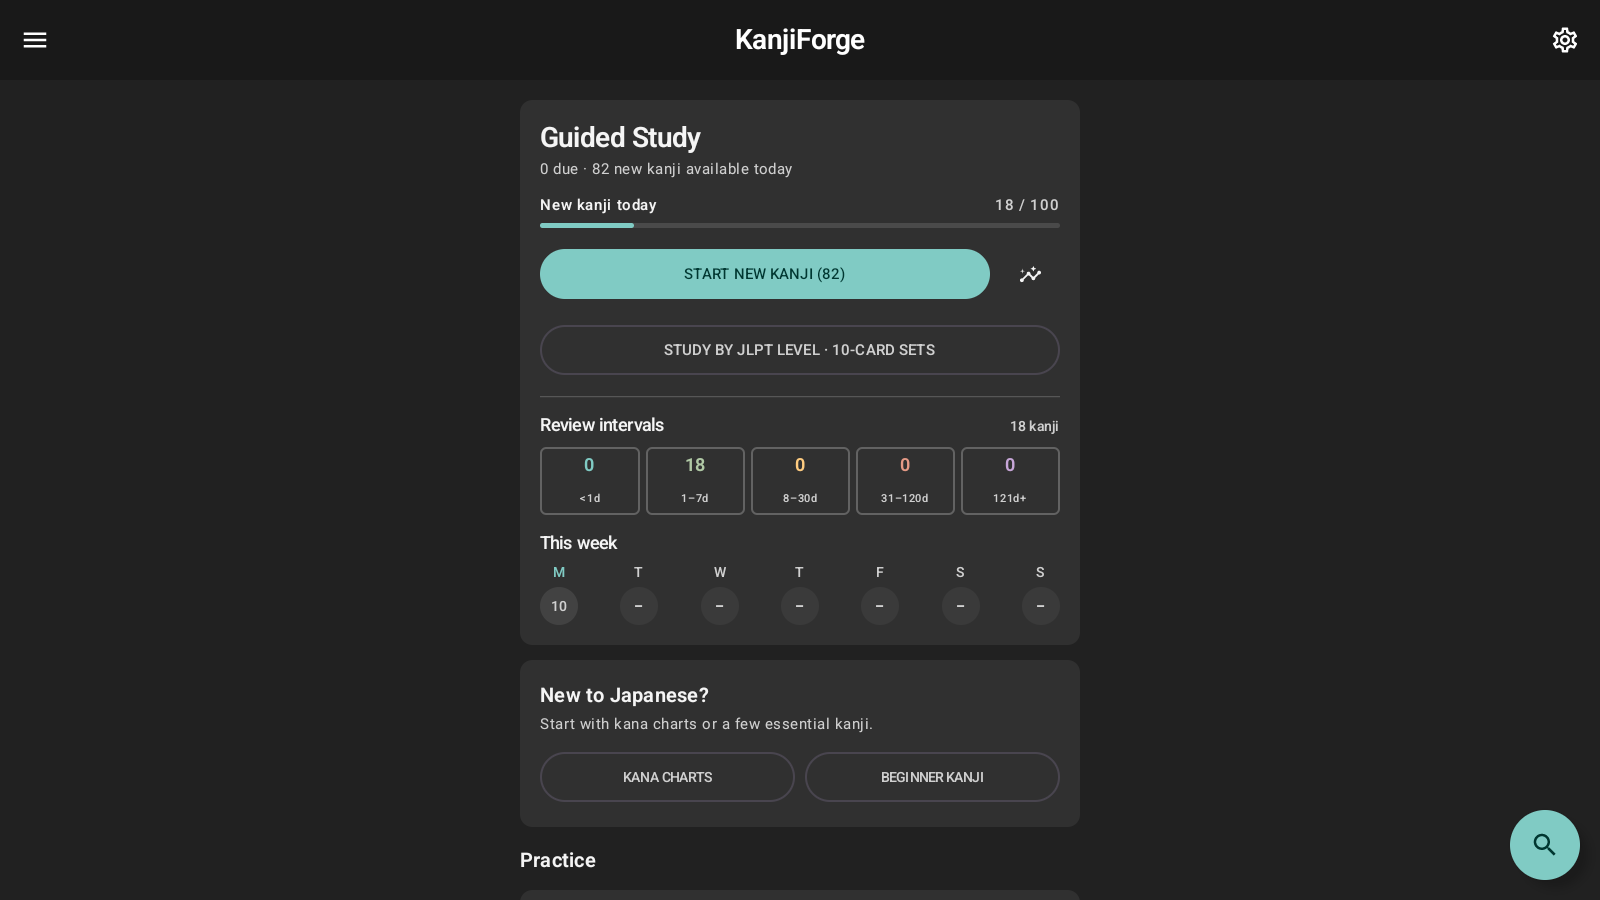 KanjiForge
Guided Study
0 due · 82 new kanji available today
New kanji today
18 / 100
START NEW KANJI (82)
STUDY BY JLPT LEVEL · 10-CARD SETS
Review intervals
18 kanji
0
18
0
0
0
<1d
1–7d
8–30d
31–120d
121d+
This week
M
T
W
T
F
S
S
10
–
–
–
–
–
–
New to Japanese?
Start with kana charts or a few essential kanji.
KANA CHARTS
BEGINNER KANJI
Practice